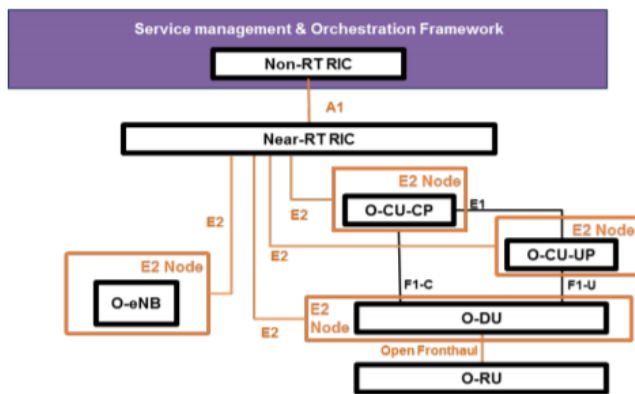 Service management & Orchestration Framework
Non-RT RIC
A1
Near-RT RIC
E2 Node
E2
E2
O-CU-CP
E1
E2 Node
E2
O-CU-UP
E2 Node
O-eNB
F1-C
F1-U
E2
Node
O-DU
E2
Open Fronthaul
O-RU